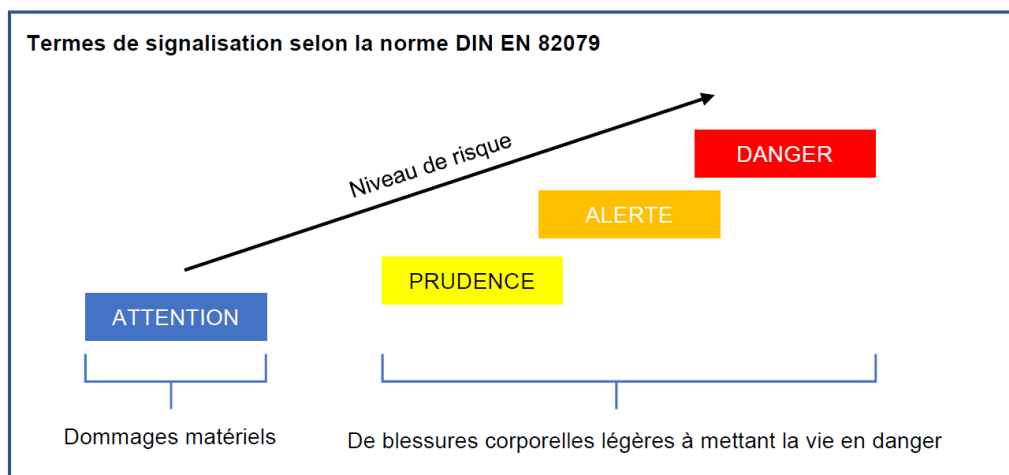 Termes de signalisation selon la norme DIN EN 82079
Niveau de risque
DANGER
ALERTE
PRUDENCE
ATTENTION
Dommages matériels
De blessures corporelles légères à mettant la vie en danger